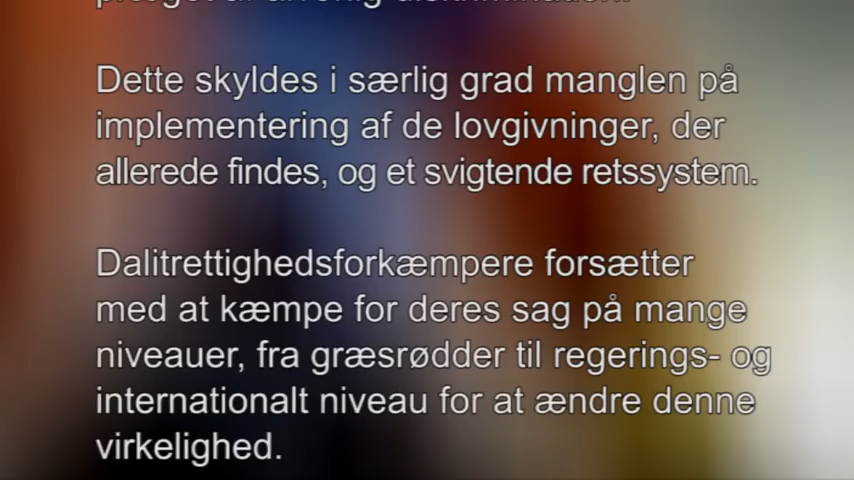 Dette skyldes i særlig grad manglen på
implementering af de lovgivninger, der
allerede findes, og et svigtende retssystem.
Dalitrettighedsforkæmpere forsætter
med at kæmpe for deres sag på mange
niveauer, fra græsrødder til regerings- og
internationalt niveau for at ændre denne
virkelighed.